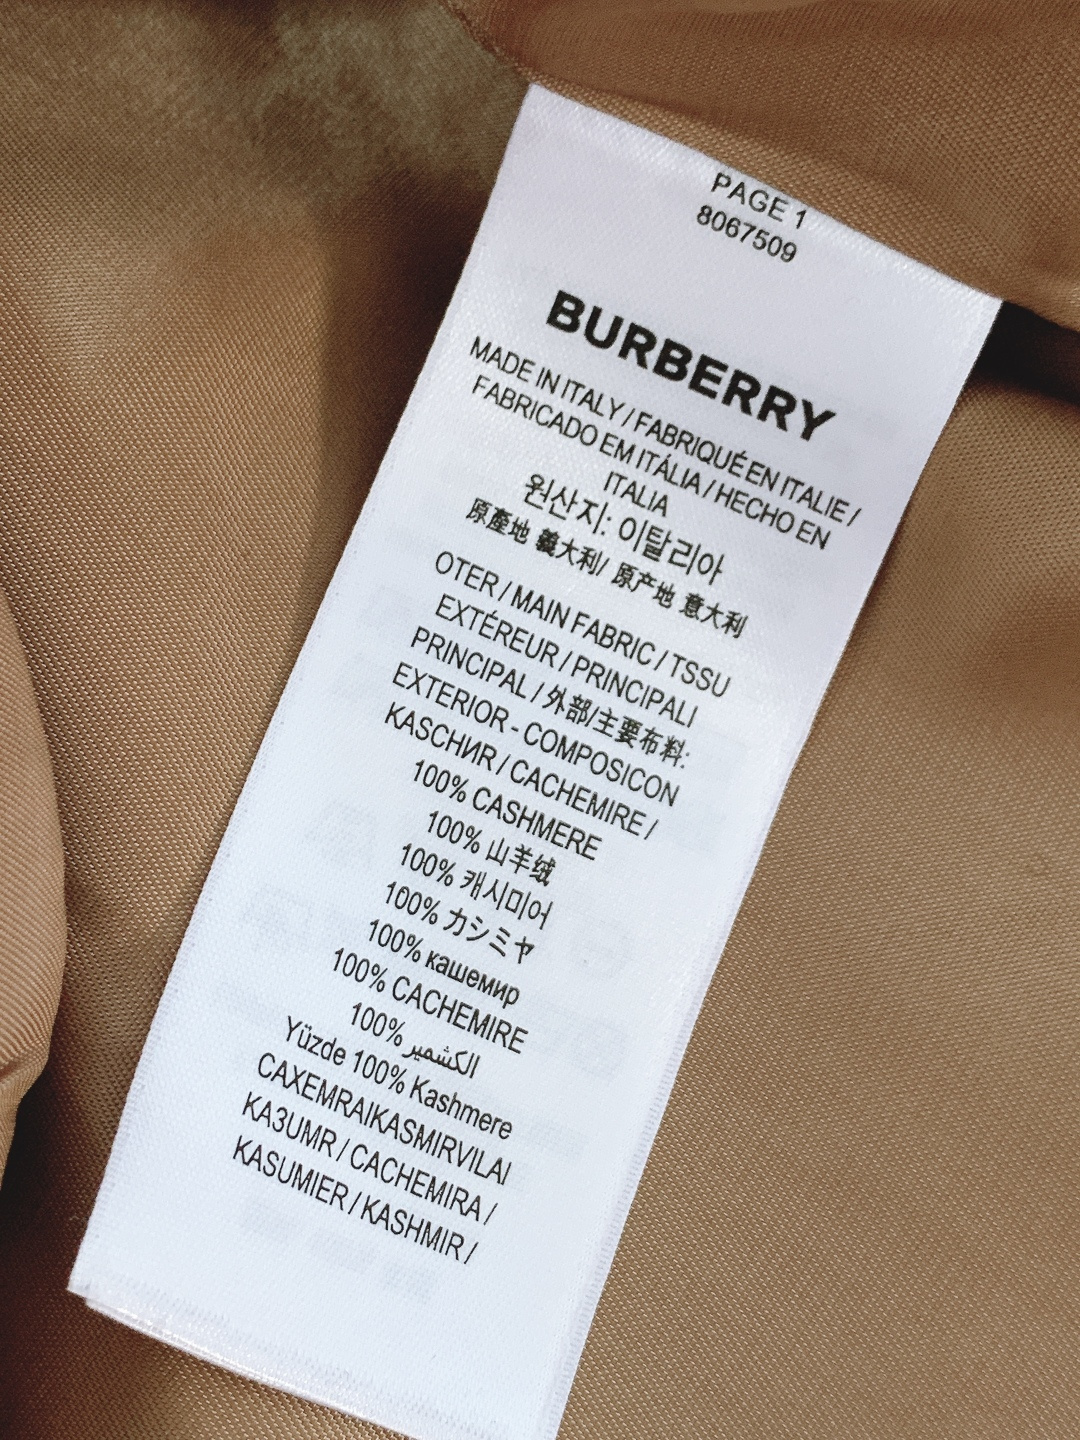 PAGE 1
8067509
BURBERRY
MADE IN ITALY / FABRIQUÉ EN ITALIE /
FABRICADO EM ITÁLIA / HECHO EN
ITALIA
원산지: 이탈리아
原產地 義大利/ 原产地 意大利
OTER / MAIN FABRIC / TSSU
EXTÉREUR / PRINCIPALI
PRINCIPAL / 外部/主要布料:
EXTERIOR - COMPOSICON
KASCHИR / CACHEMIRE /
100% CASHMERE
100% 山羊绒
100% 캐시미어
100% カシミヤ
100% кашемир
100% CACHEMIRE
100% الكشمير
Yüzde 100% Kashmere
CAXEMRAIKASMIRVILAI
KA3UMR / CACHEMIRA /
KASUMIER / KASHMIR /